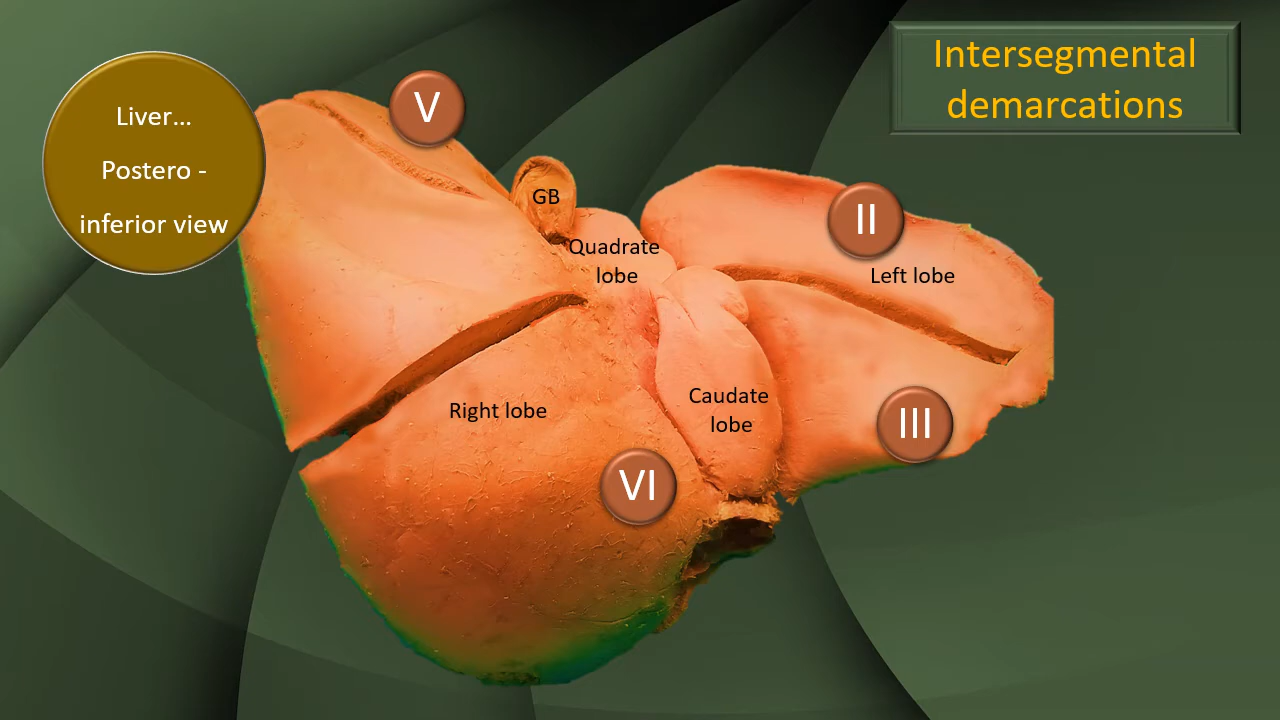 Intersegmental
demarcations
Liver...
Postero -
inferior view
V
GB
II
Quadrate
lobe
Left lobe
Caudate
lobe
Right lobe
III
VI